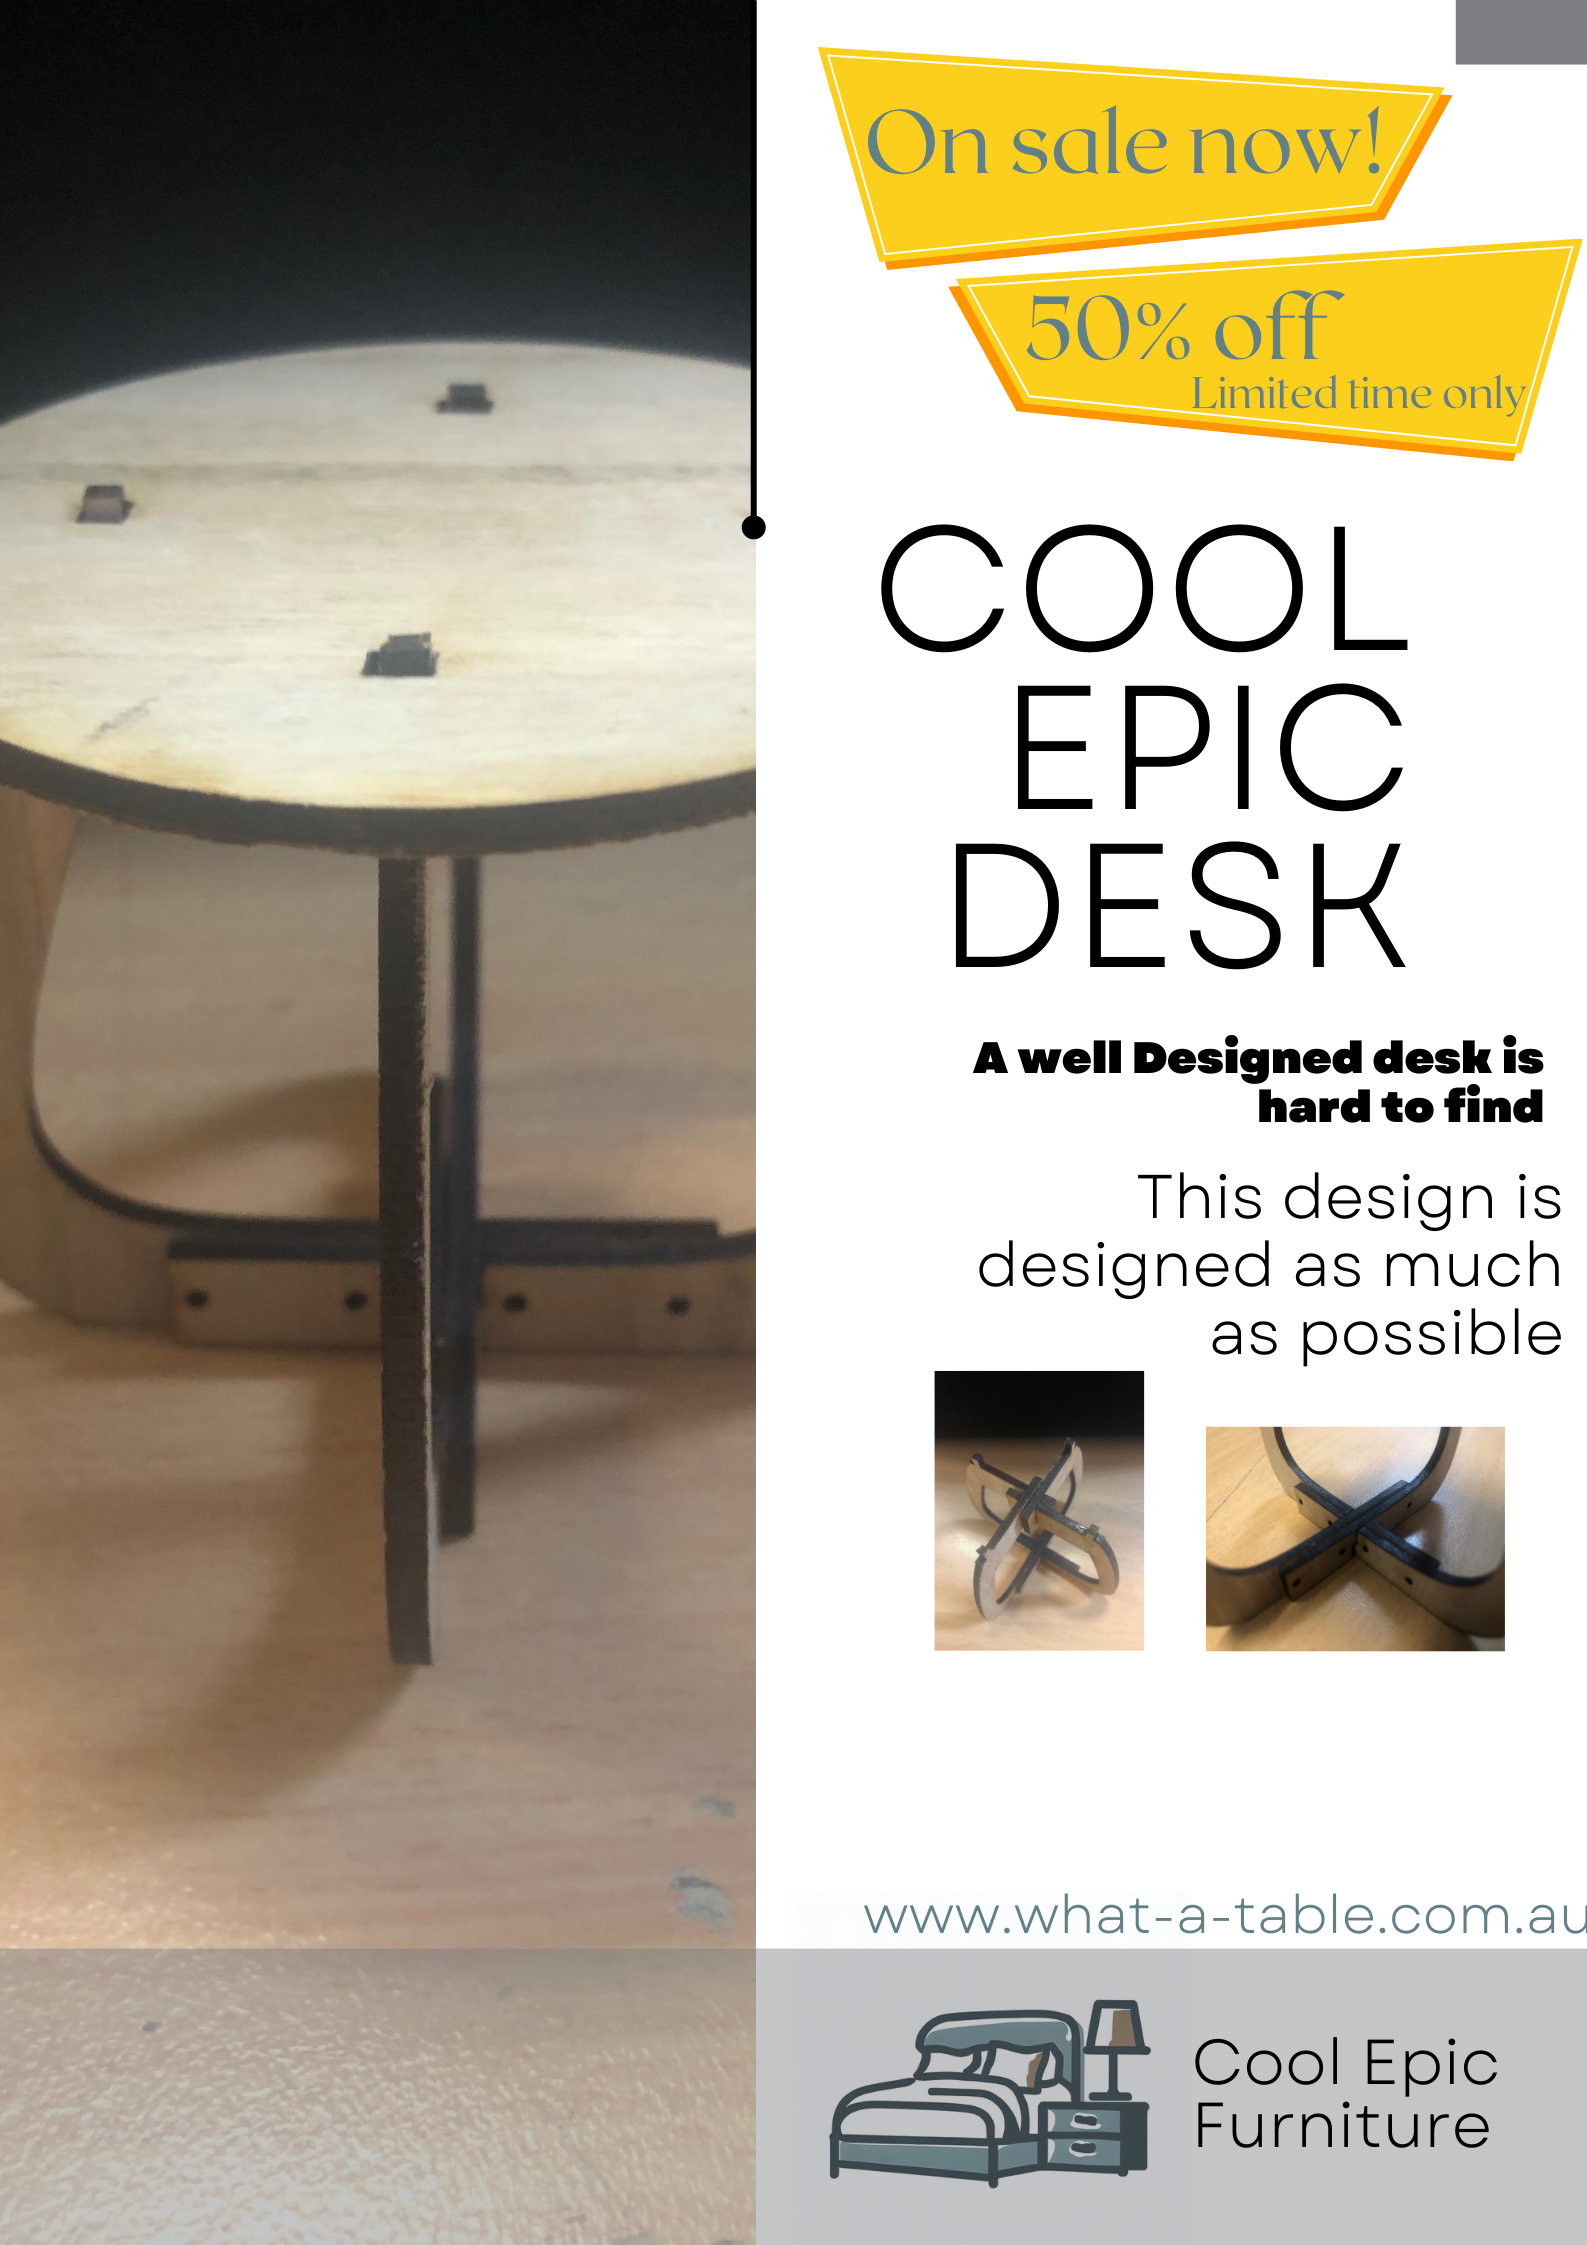 On sale now!
50% off
Limited time only
COOL
EPIC
DESK
A well Designed desk is
hard to find
This design is
designed as much
as possible
www.what-a-table.com.au
Cool Epic
Furniture